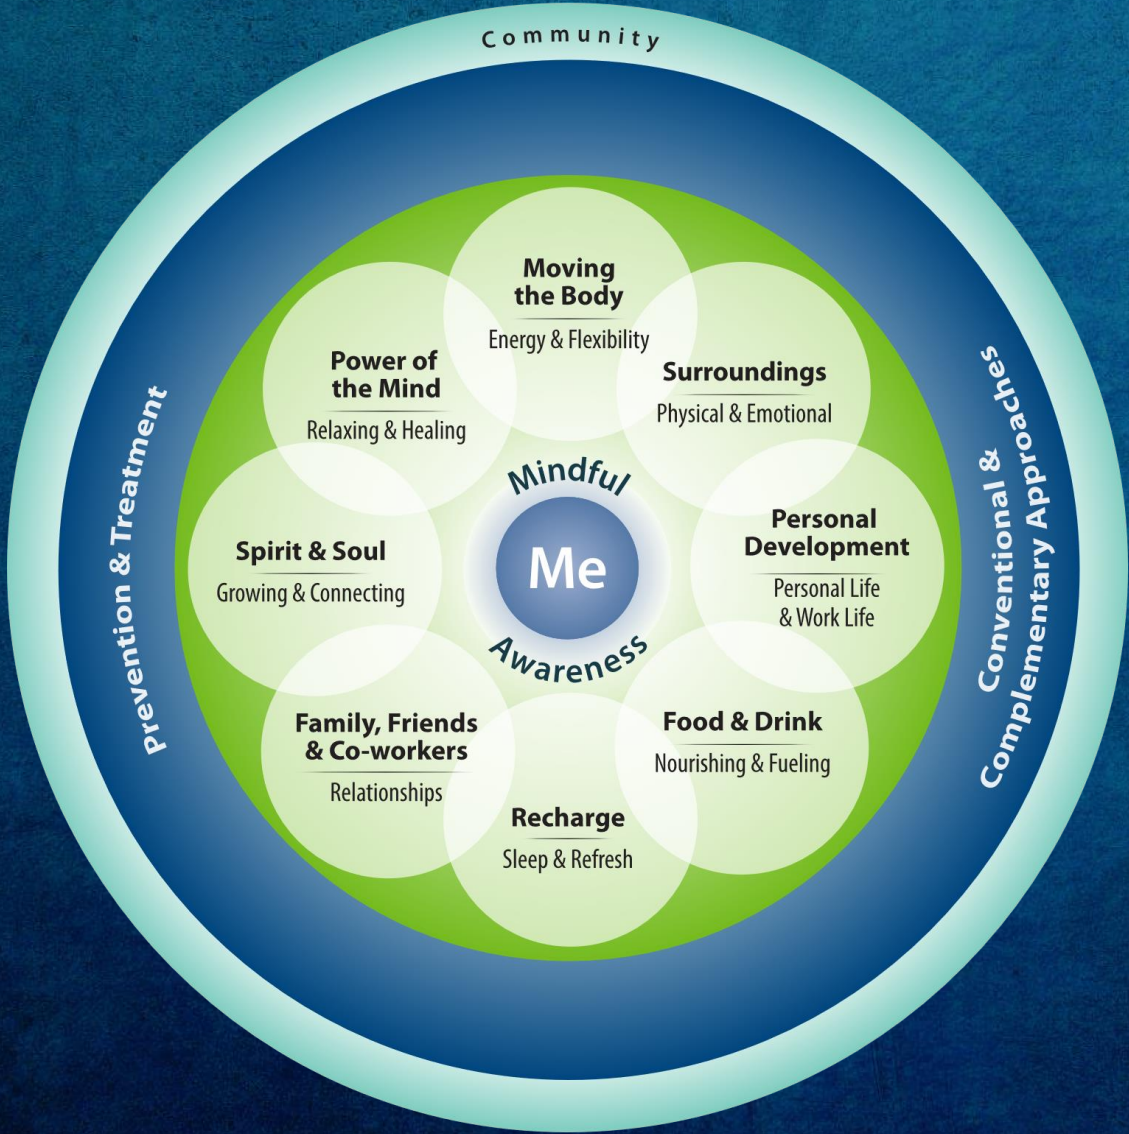 Community
Moving
the Body
Energy & Flexibility
Surroundings
Physical & Emotional
Personal
Development
Personal Life
& Work Life
Food & Drink
Nourishing & Fueling
Recharge
Sleep & Refresh
Family, Friends
& Co-workers
Relationships
Spirit & Soul
Growing & Connecting
Power of
the Mind
Relaxing & Healing
Mindful
Me
Awareness
Prevention & Treatment
Conventional &
Complementary Approaches